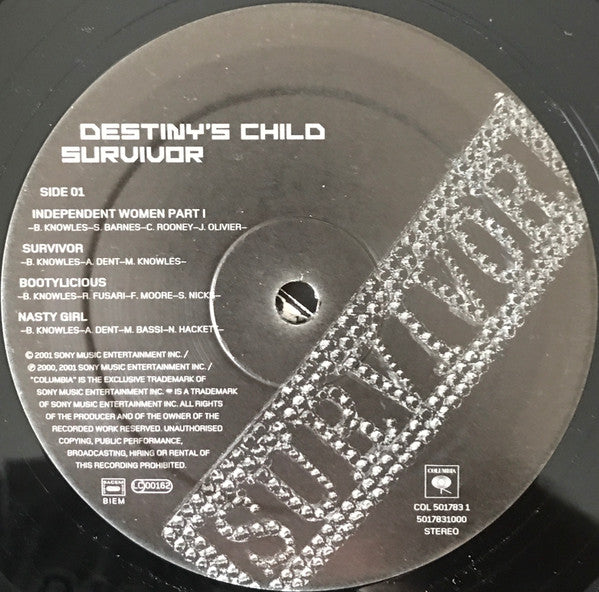 DESTINY'S CHILD
SURVIVOR
SIDE 01
INDEPENDENT WOMEN PART I
–B. KNOWLES–S. BARNES–C. ROONEY–J. OLIVIER–
SURVIVOR
–B. KNOWLES–A. DENT–M. KNOWLES–
BOOTYLICIOUS
–B. KNOWLES–R. FUSARI–F. MOORE–S. NICKS–
NASTY GIRL
–B. KNOWLES–A. DENT–M. BASSI–N. HACKETT–
© 2001 SONY MUSIC ENTERTAINMENT INC. /
℗ 2000, 2001 SONY MUSIC ENTERTAINMENT INC. /
"COLUMBIA" IS THE EXCLUSIVE TRADEMARK OF
SONY MUSIC ENTERTAINMENT INC. IS A TRADEMARK
OF SONY MUSIC ENTERTAINMENT INC. ALL RIGHTS
OF THE PRODUCER AND OF THE OWNER OF THE
RECORDED WORK RESERVED. UNAUTHORISED
COPYING, PUBLIC PERFORMANCE,
BROADCASTING, HIRING OR RENTAL OF
THIS RECORDING PROHIBITED.
SACEM
BIEM
LC 00162
SURVIVOR
COLUMBIA
COL 501783 1
5017831000
STEREO